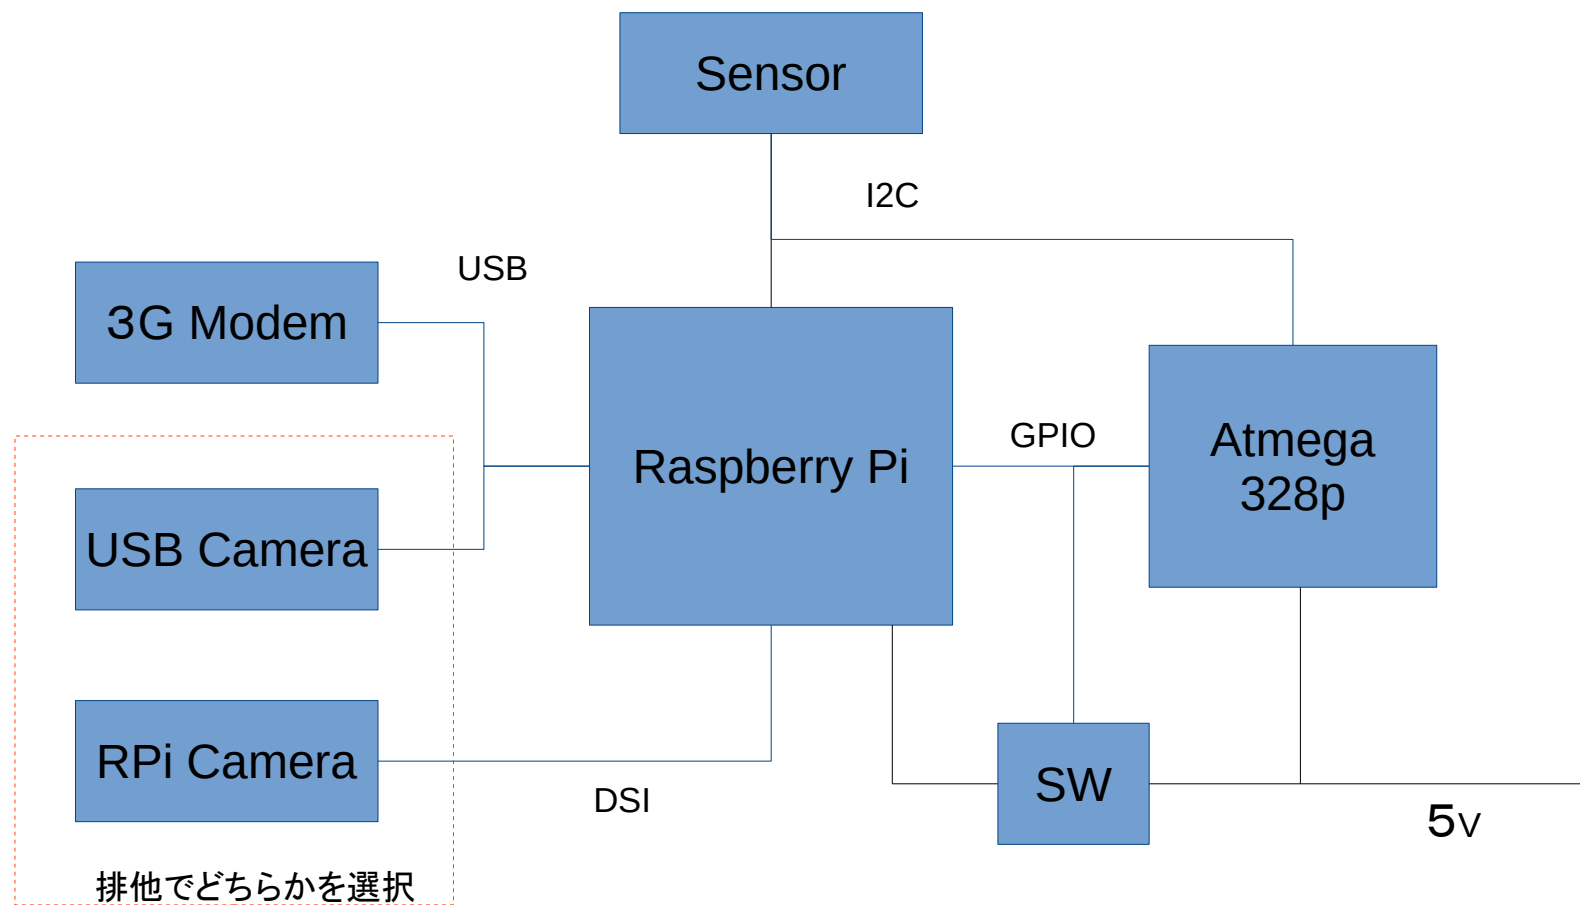 Sensor
I2C
USB
３G Modem
Raspberry Pi
GPIO
Atmega
328p
USB Camera
RPi Camera
DSI
SW
５V
排他でどちらかを選択